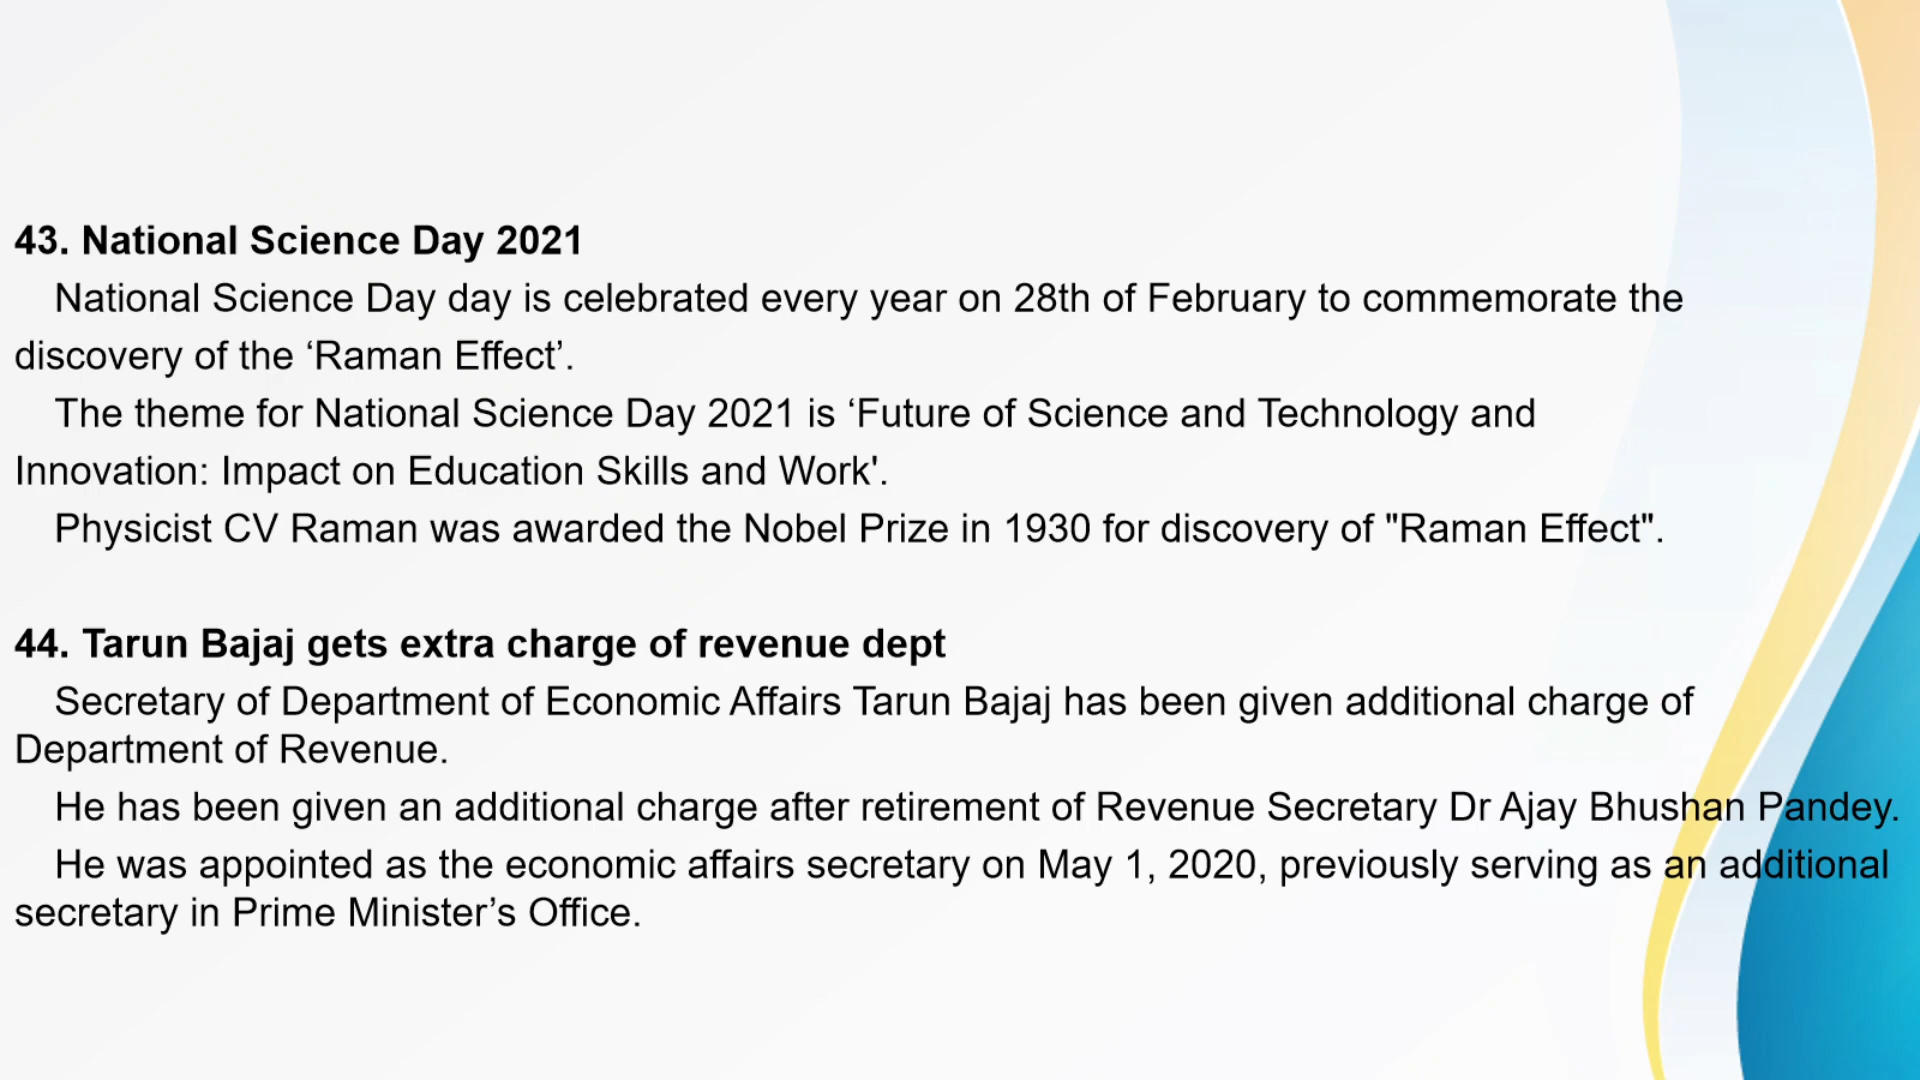 43. National Science Day 2021
National Science Day day is celebrated every year on 28th of February to commemorate the
discovery of the ‘Raman Effect’.
The theme for National Science Day 2021 is ‘Future of Science and Technology and
Innovation: Impact on Education Skills and Work'.
Physicist CV Raman was awarded the Nobel Prize in 1930 for discovery of "Raman Effect".
44. Tarun Bajaj gets extra charge of revenue dept
Secretary of Department of Economic Affairs Tarun Bajaj has been given additional charge of
Department of Revenue.
He has been given an additional charge after retirement of Revenue Secretary Dr Ajay Bhushan Pandey.
He was appointed as the economic affairs secretary on May 1, 2020, previously serving as an additional
secretary in Prime Minister’s Office.